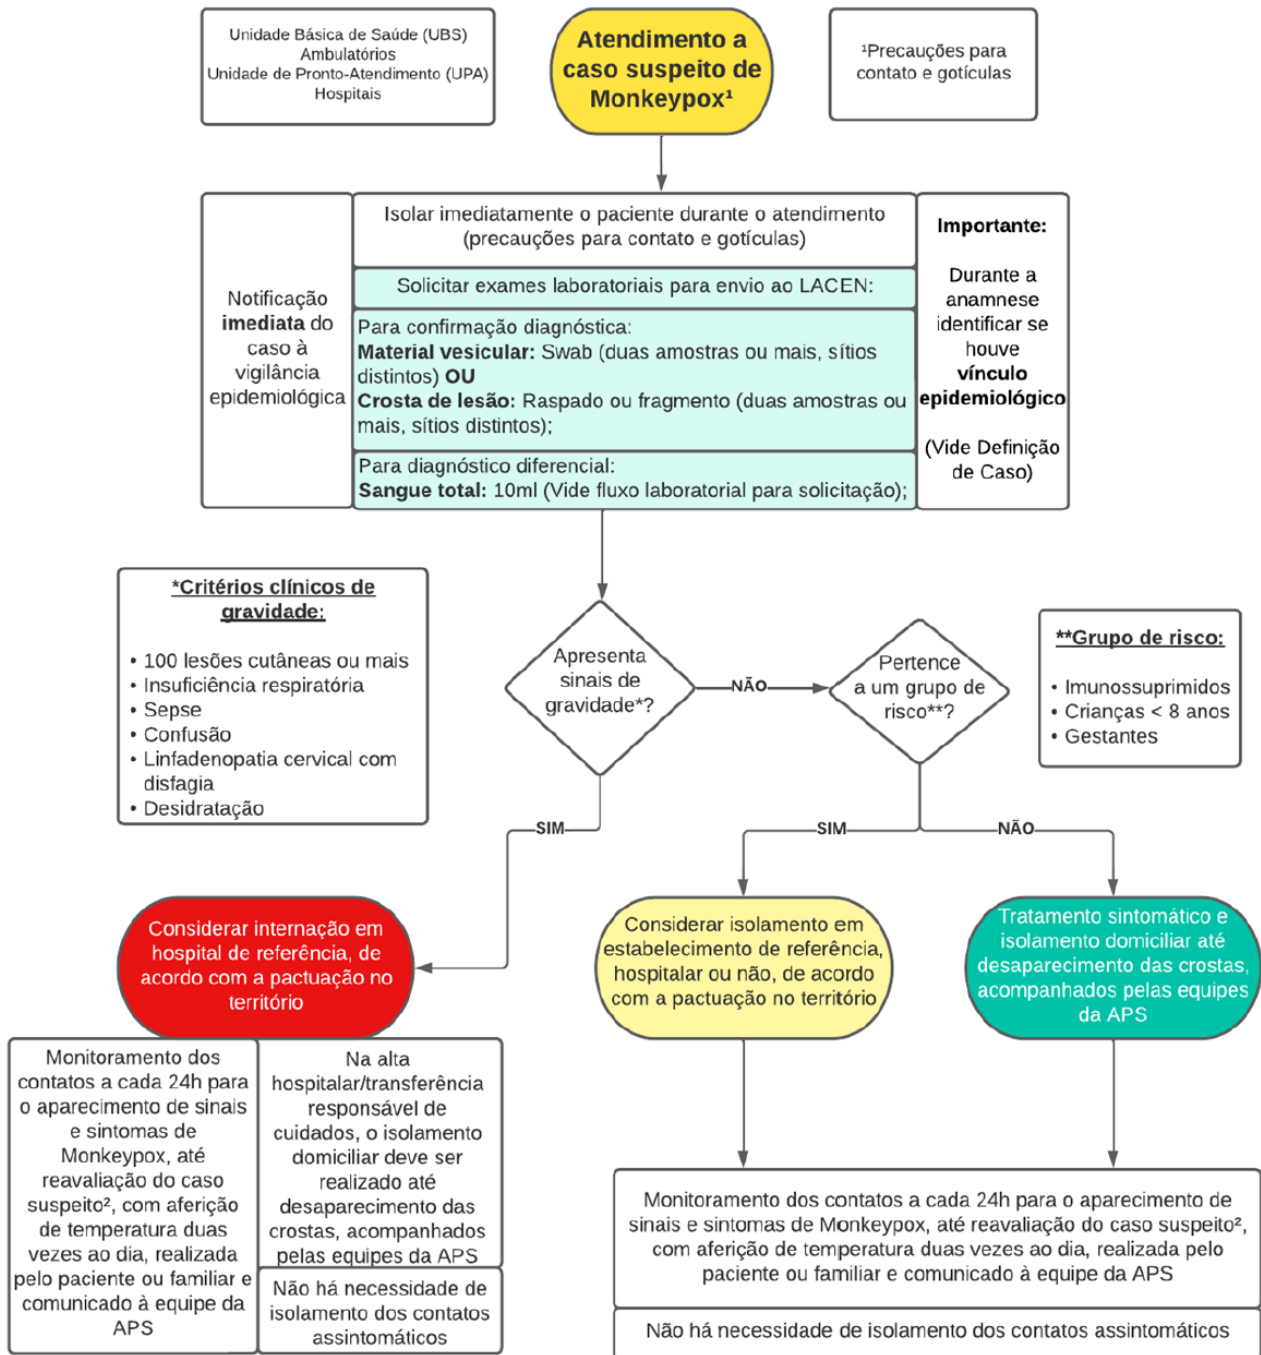 Unidade Básica de Saúde (UBS)
Ambulatórios
Unidade de Pronto-Atendimento (UPA)
Hospitais
Atendimento a
caso suspeito de
Monkeypox¹
¹Precauções para
contato e gotículas
Notificação
imediata do
caso à
vigilância
epidemiológica
Isolar imediatamente o paciente durante o atendimento
(precauções para contato e gotículas)
Solicitar exames laboratoriais para envio ao LACEN:
Para confirmação diagnóstica:
Material vesicular: Swab (duas amostras ou mais, sítios
distintos) OU
Crosta de lesão: Raspado ou fragmento (duas amostras ou
mais, sítios distintos);
Para diagnóstico diferencial:
Sangue total: 10ml (Vide fluxo laboratorial para solicitação);
Importante:
Durante a
anamnese
identificar se
houve
vínculo
epidemiológico
(Vide Definição
de Caso)
*Critérios clínicos de
gravidade:
• 100 lesões cutâneas ou mais
• Insuficiência respiratória
• Sepse
• Confusão
• Linfadenopatia cervical com
disfagia
• Desidratação
Apresenta
sinais de
gravidade*?
NÃO
Pertence
a um grupo de
risco**?
**Grupo de risco:
• Imunossuprimidos
• Crianças < 8 anos
• Gestantes
SIM
SIM
NÃO
Considerar internação em
hospital de referência, de
acordo com a pactuação no
território
Considerar isolamento em
estabelecimento de referência,
hospitalar ou não, de acordo
com a pactuação no território
Tratamento sintomático e
isolamento domiciliar até
desaparecimento das crostas,
acompanhados pelas equipes
da APS
Monitoramento dos
contatos a cada 24h para
o aparecimento de sinais
e sintomas de
Monkeypox, até
reavaliação do caso
suspeito², com aferição
de temperatura duas
vezes ao dia, realizada
pelo paciente ou familiar e
comunicado à equipe da
APS
Na alta
hospitalar/transferência
responsável de
cuidados, o isolamento
domiciliar deve ser
realizado até
desaparecimento das
crostas, acompanhados
pelas equipes da APS
Não há necessidade de
isolamento dos contatos
assintomáticos
Monitoramento dos contatos a cada 24h para o aparecimento de
sinais e sintomas de Monkeypox, até reavaliação do caso suspeito²,
com aferição de temperatura duas vezes ao dia, realizada pelo
paciente ou familiar e comunicado à equipe da APS
Não há necessidade de isolamento dos contatos assintomáticos